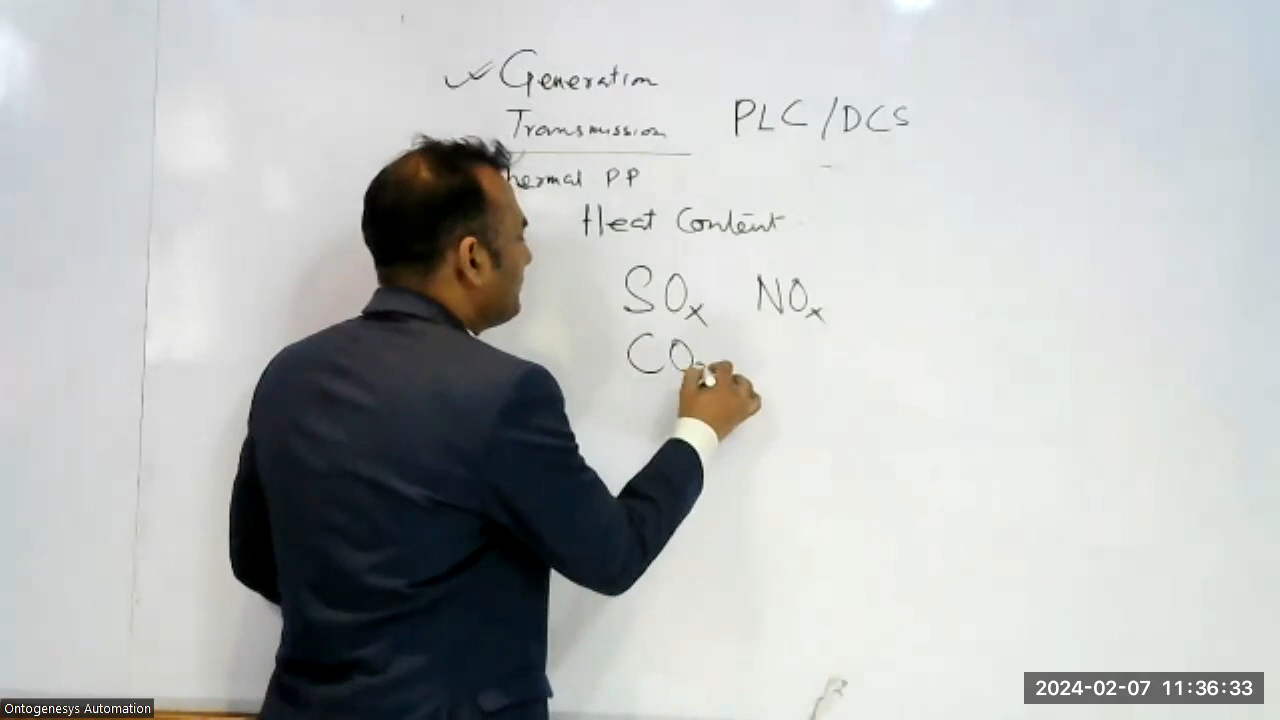 Generation
Transmission
PLC/DCS
hermal PP
Heat Content
SOx NOx
CO
Ontogenesys Automation
2024-02-07 11:36:33